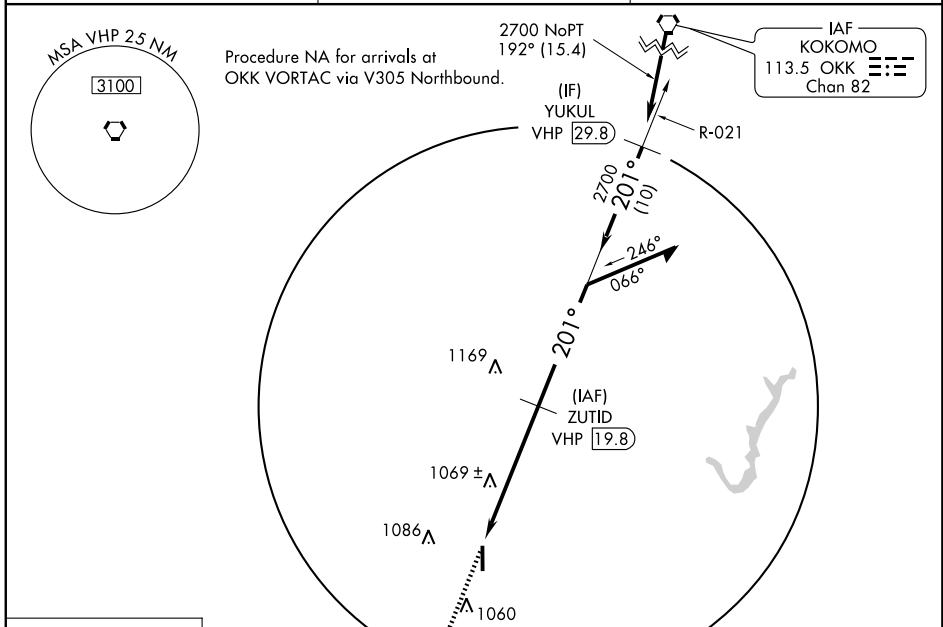 MSA VHP 25 NM
3100
Procedure NA for arrivals at
OKK VORTAC via V305 Northbound.
2700 NoPT
192° (15.4)
IAF
KOKOMO
113.5 OKK
Chan 82
(IF)
YUKUL
VHP 29.8
R-021
2700
201°
(10)
246°
066°
201°
1169
(IAF)
ZUTID
VHP 19.8
1069 ±
1086
1060